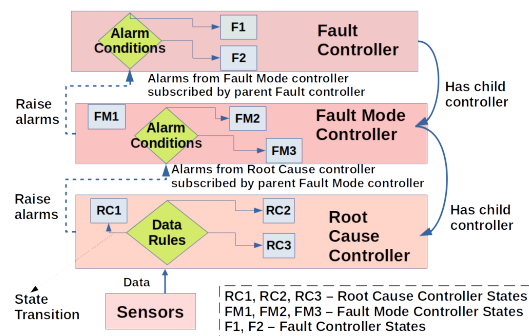 Alarm
Conditions
F1
F2
Fault
Controller
Alarms from Fault Mode controller
subscribed by parent Fault controller
Raise
alarms
Has child
controller
FM1
Alarm
Conditions
FM2
FM3
Fault Mode
Controller
Alarms from Root Cause controller
subscribed by parent Fault Mode controller
Raise
alarms
Has child
controller
RC1
Data
Rules
RC2
RC3
Root
Cause
Controller
State
Transition
Data
Sensors
RC1, RC2, RC3 – Root Cause Controller States
FM1, FM2, FM3 – Fault Mode Controller States
F1, F2 – Fault Controller States